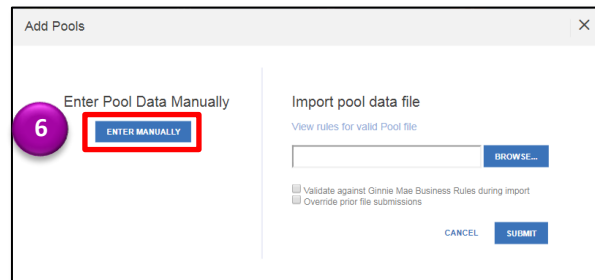 Add Pools
Enter Pool Data Manually
6
ENTER MANUALLY
Import pool data file
View rules for valid Pool file
BROWSE...
Validate against Ginnie Mae Business Rules during import
Override prior file submissions
CANCEL SUBMIT